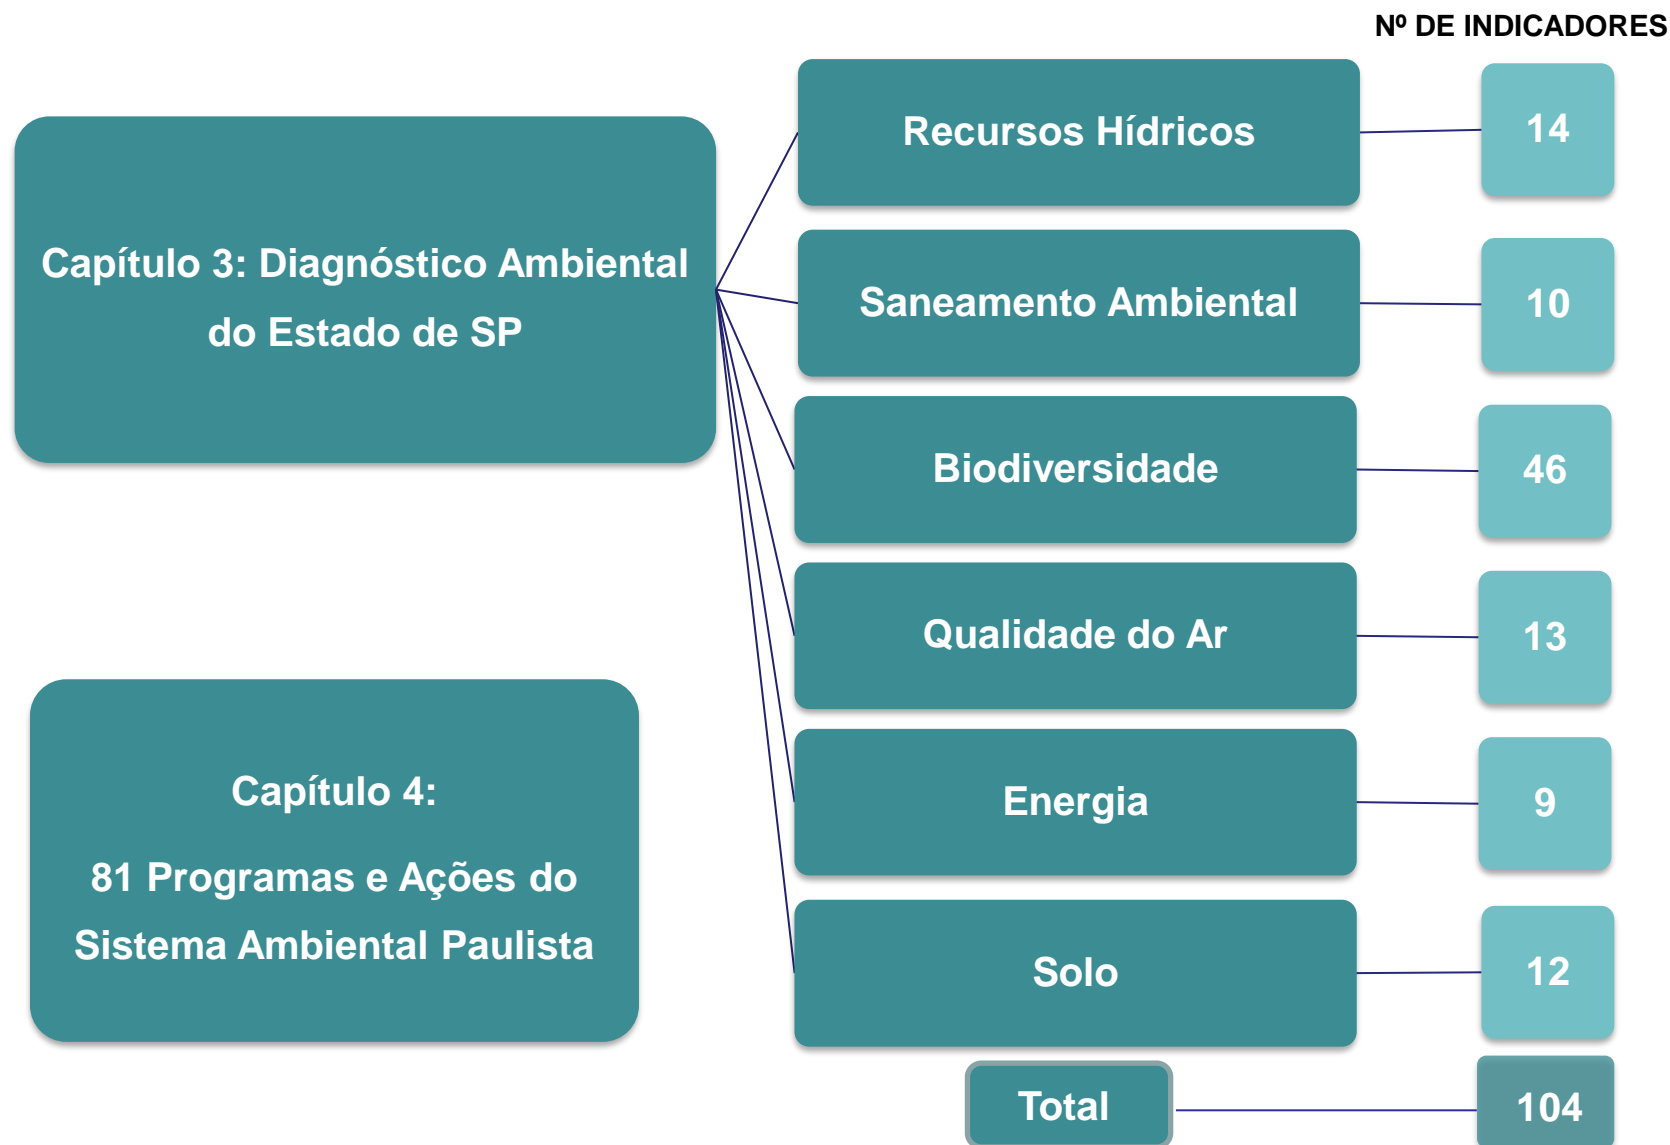 Nº DE INDICADORES
Capítulo 3: Diagnóstico Ambiental
do Estado de SP
Recursos Hídricos
14
Saneamento Ambiental
10
Biodiversidade
46
Qualidade do Ar
13
Energia
9
Solo
12
Total
104
Capítulo 4:
81 Programas e Ações do
Sistema Ambiental Paulista